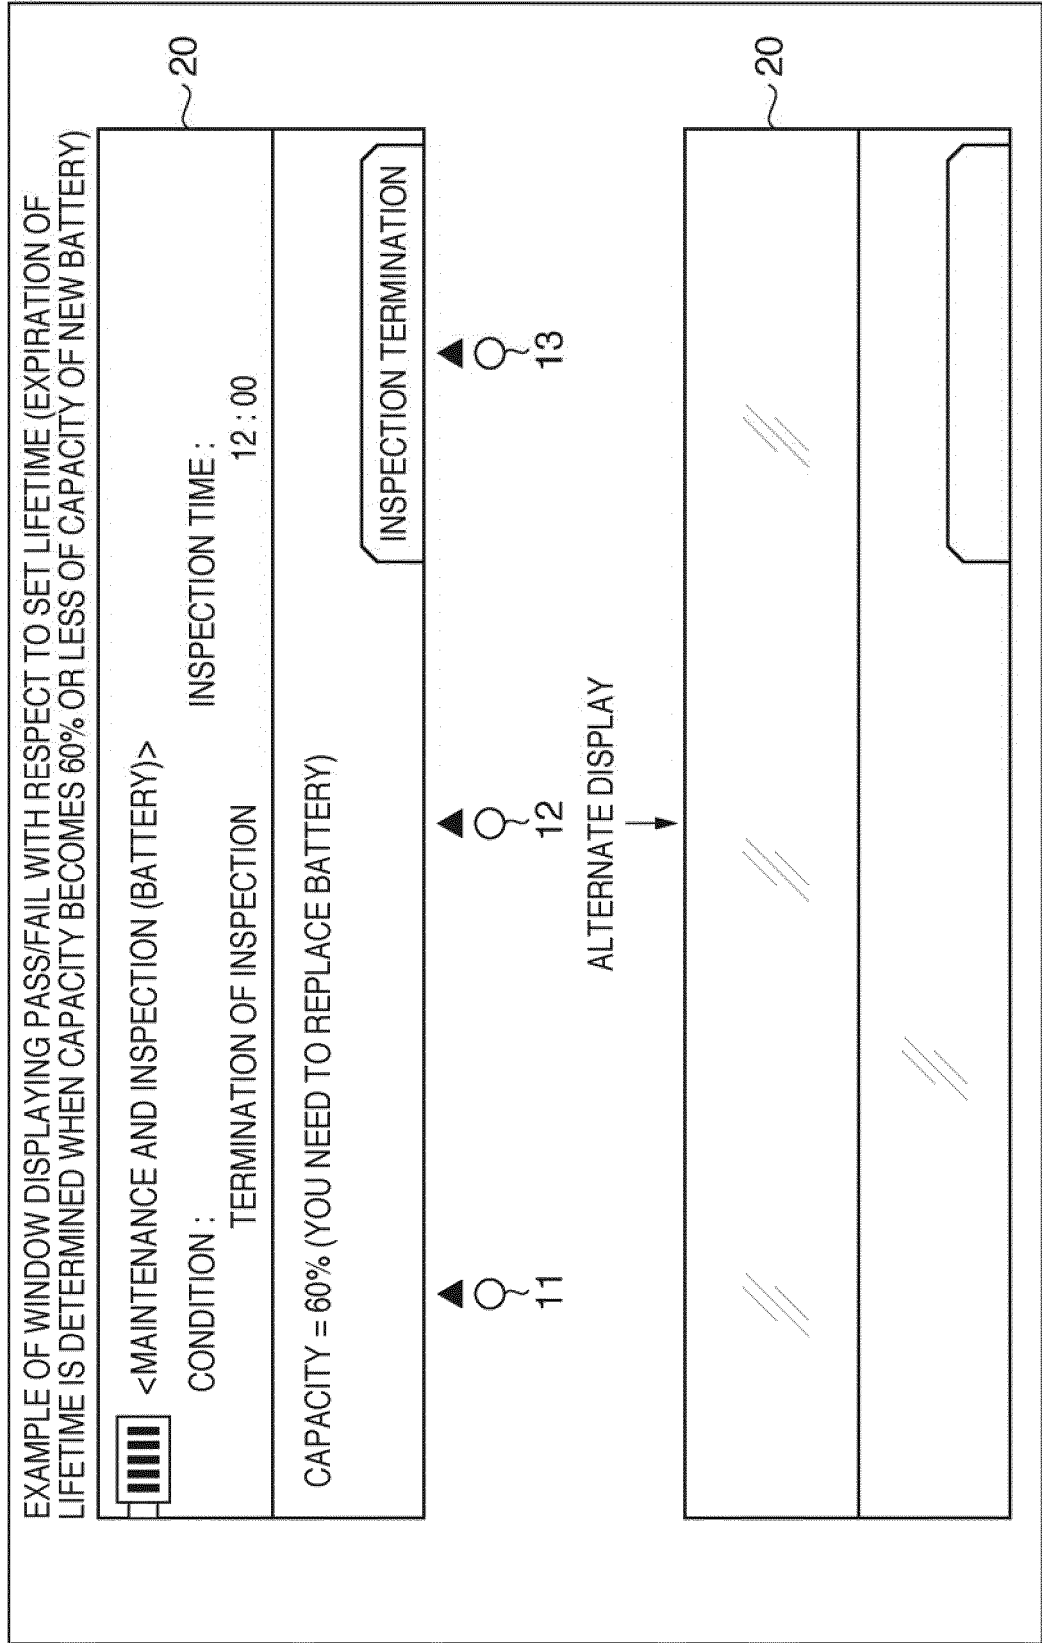 EXAMPLE OF WINDOW DISPLAYING PASS/FAIL WITH RESPECT TO SET LIFETIME (EXPIRATION OF
LIFETIME IS DETERMINED WHEN CAPACITY BECOMES 60% OR LESS OF CAPACITY OF NEW BATTERY)
20
<MAINTENANCE AND INSPECTION (BATTERY)>
CONDITION :
INSPECTION TIME :
TERMINATION OF INSPECTION
12 : 00
CAPACITY = 60% (YOU NEED TO REPLACE BATTERY)
INSPECTION TERMINATION
11
12
13
ALTERNATE DISPLAY
20